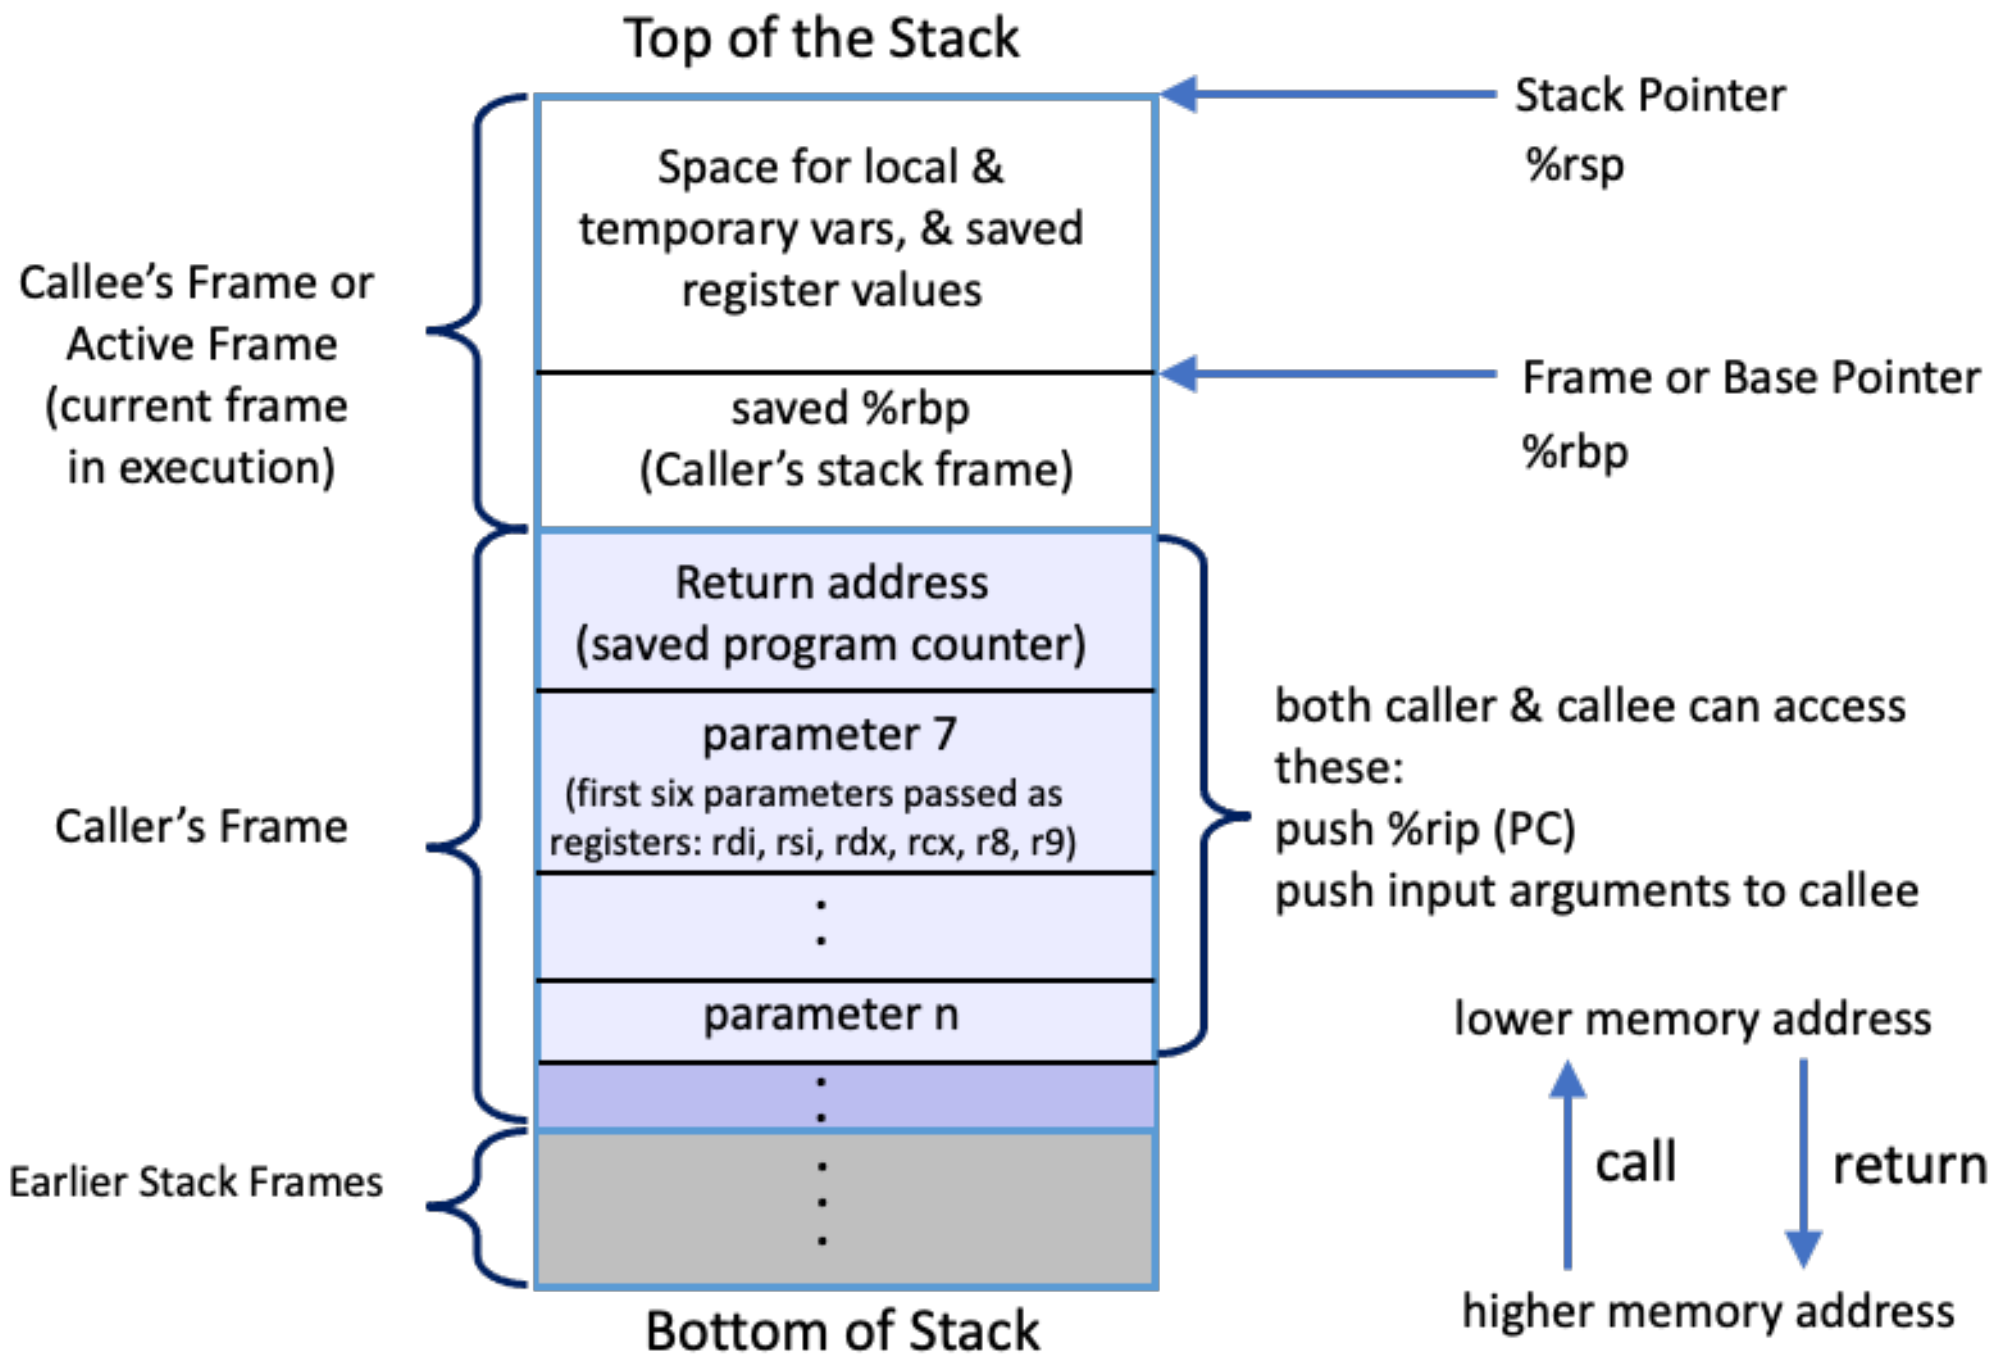 Top of the Stack
Stack Pointer
%rsp
Space for local &
temporary vars, & saved
register values
Callee’s Frame or
Active Frame
(current frame
in execution)
Frame or Base Pointer
%rbp
saved %rbp
(Caller’s stack frame)
Return address
(saved program counter)
parameter 7
(first six parameters passed as
registers: rdi, rsi, rdx, rcx, r8, r9)
:
parameter n
:
Caller’s Frame
both caller & callee can access
these:
push %rip (PC)
push input arguments to callee
Earlier Stack Frames
lower memory address
call
return
higher memory address
Bottom of Stack